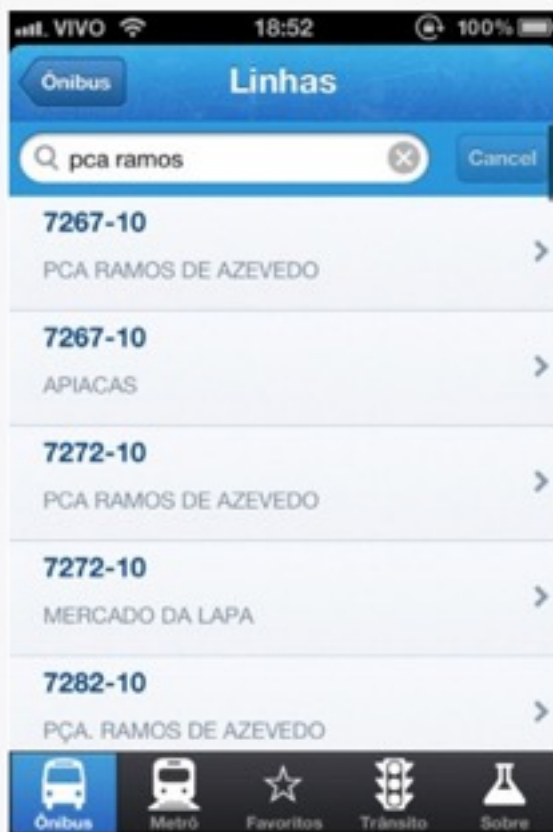 VIVO 18:52 100%
Ônibus Linhas
pca ramos Cancel
7267-10
PCA RAMOS DE AZEVEDO
7267-10
APIACAS
7272-10
PCA RAMOS DE AZEVEDO
7272-10
MERCADO DA LAPA
7282-10
PÇA. RAMOS DE AZEVEDO
Ônibus Metrô Favoritos Trânsito Sobre